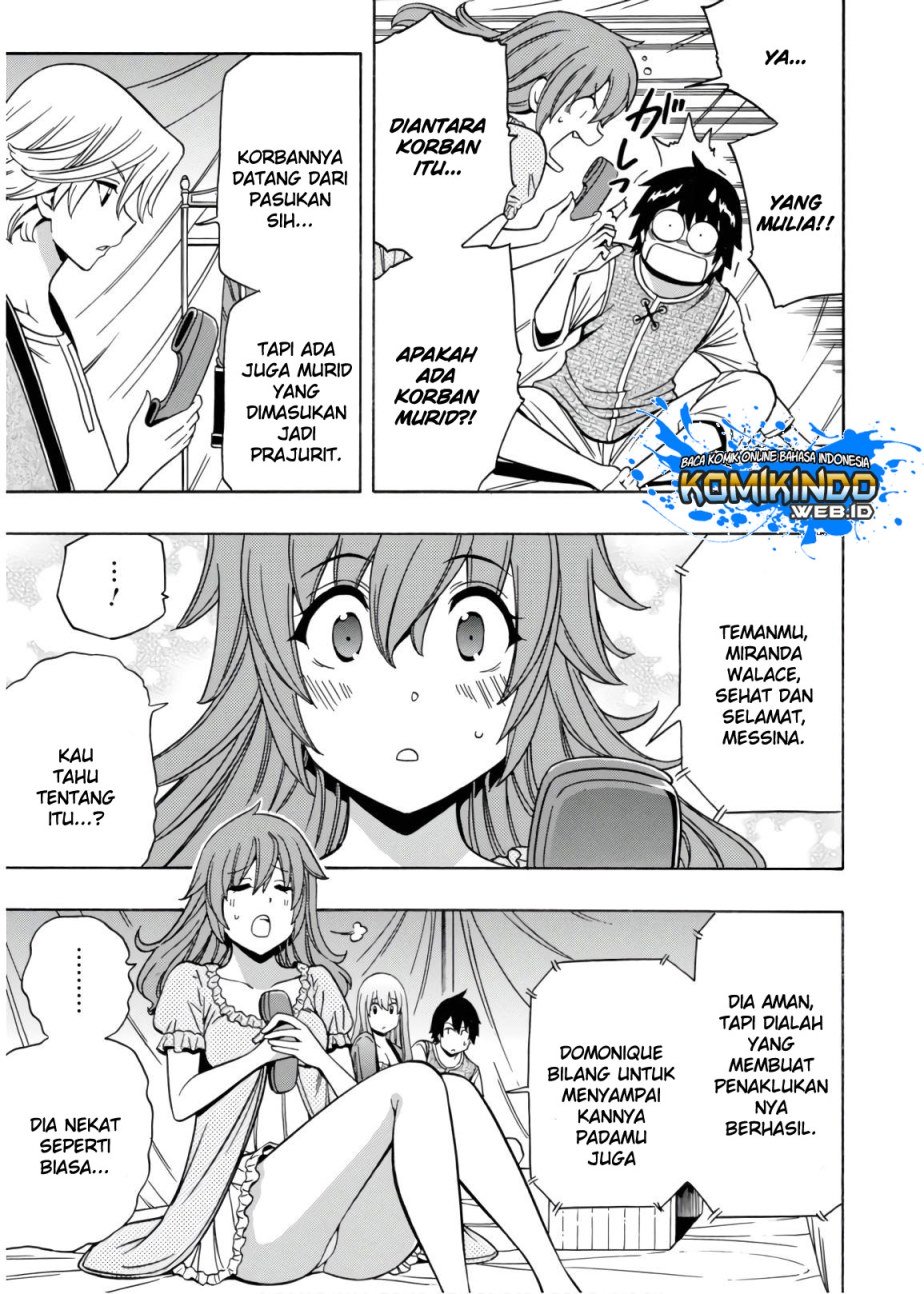 YA...
YANG
MULIA!!
DIANTARA
KORBAN
ITU...
APAKAH
ADA
KORBAN
MURID?!
がしっ
KORBANNYA
DATANG DARI
PASUKAN
SIH...
TAPI ADA
JUGA MURID
YANG
DIMASUKAN
JADI
PRAJURIT.
BACA KOMIK ONLINE BAHASA INDONESIA
KOMIKINDO
.WEB.ID
TEMANMU,
MIRANDA
WALACE,
SEHAT DAN
SELAMAT,
MESSINA.
...!
KAU
TAHU
TENTANG
ITU...?
DIA AMAN,
TAPI DIALAH
YANG
MEMBUAT
PENAKLUKAN
NYA
BERHASIL.
DOMONIQUE
BILANG UNTUK
MENYAMPAI
KANNYA
PADAMU
JUGA
........
DIA NEKAT
SEPERTI
BIASA...